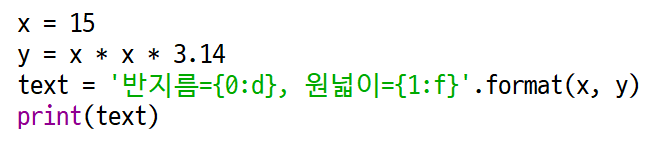 x = 15
y = x * x * 3.14
text = '반지름={0:d}, 원넓이={1:f}'.format(x, y)
print(text)